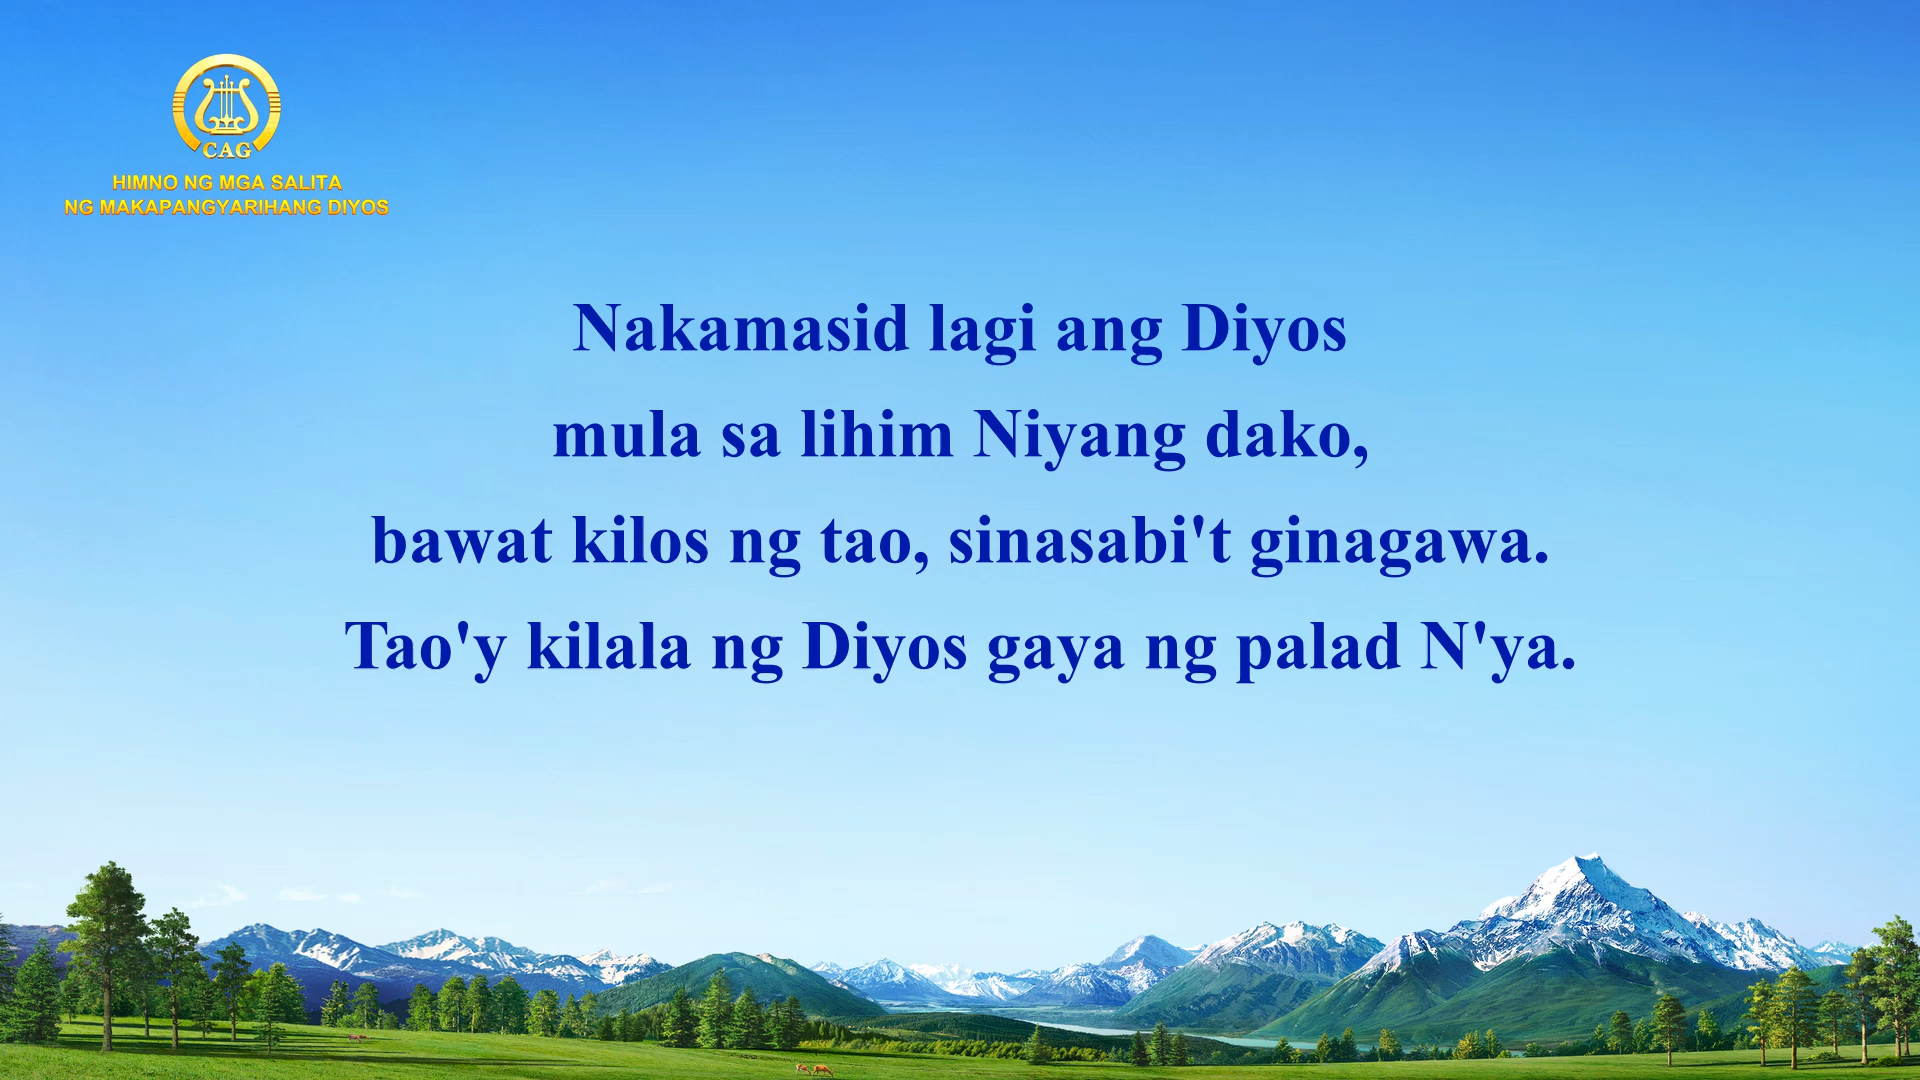 CAG
HIMNO NG MGA SALITA
NG MAKAPANGYARIHANG DIYOS
Nakamasid lagi ang Diyos
mula sa lihim Niyang dako,
bawat kilos ng tao, sinasabi't ginagawa.
Tao'y kilala ng Diyos gaya ng palad N'ya.